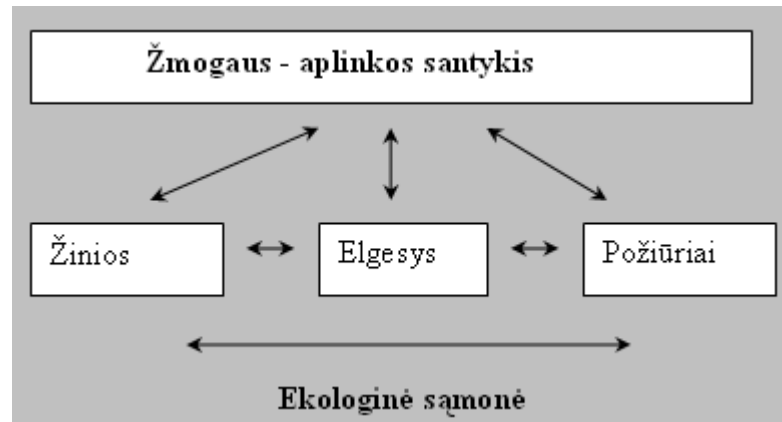 Žmogaus - aplinkos santykis
Žinios
Elgesys
Požiūriai
Ekologinė sąmonė